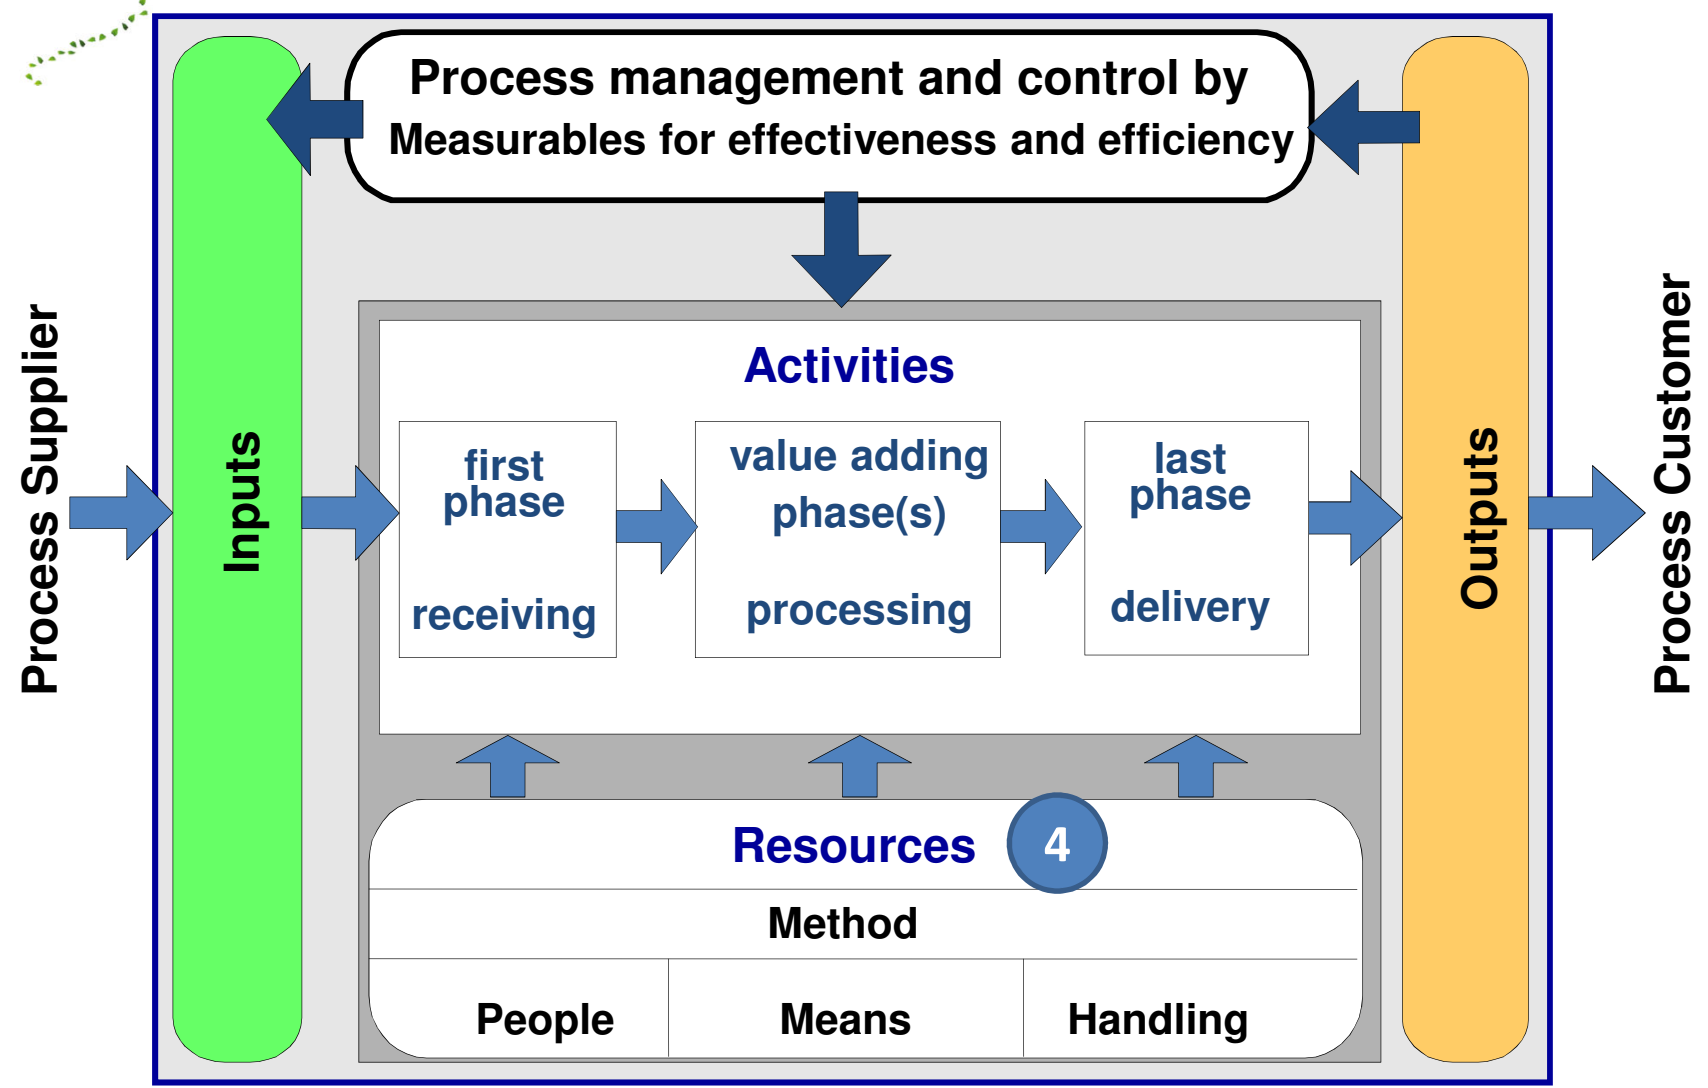 Process management and control by
Measurables for effectiveness and efficiency
Process Supplier
Inputs
Activities
first
phase
receiving
value adding
phase(s)
processing
last
phase
delivery
Outputs
Process Customer
Resources
4
Method
People
Means
Handling